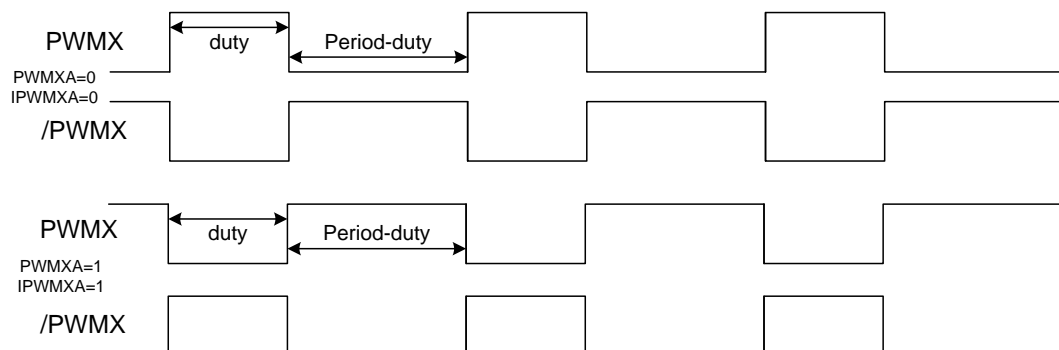 PWMX
duty
Period-duty
PWMXA=0
IPWMXA=0
/PWMX
PWMX
duty
Period-duty
PWMXA=1
IPWMXA=1
/PWMX